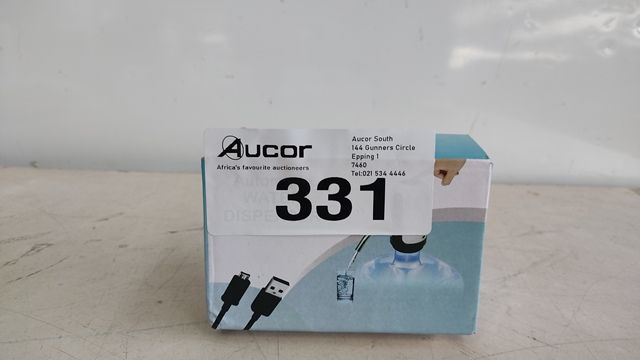 Aucor
Africa's favourite auctioneers
Aucor South
144 Gunners Circle
Epping 1
7460
Tel:021 534 4446
331